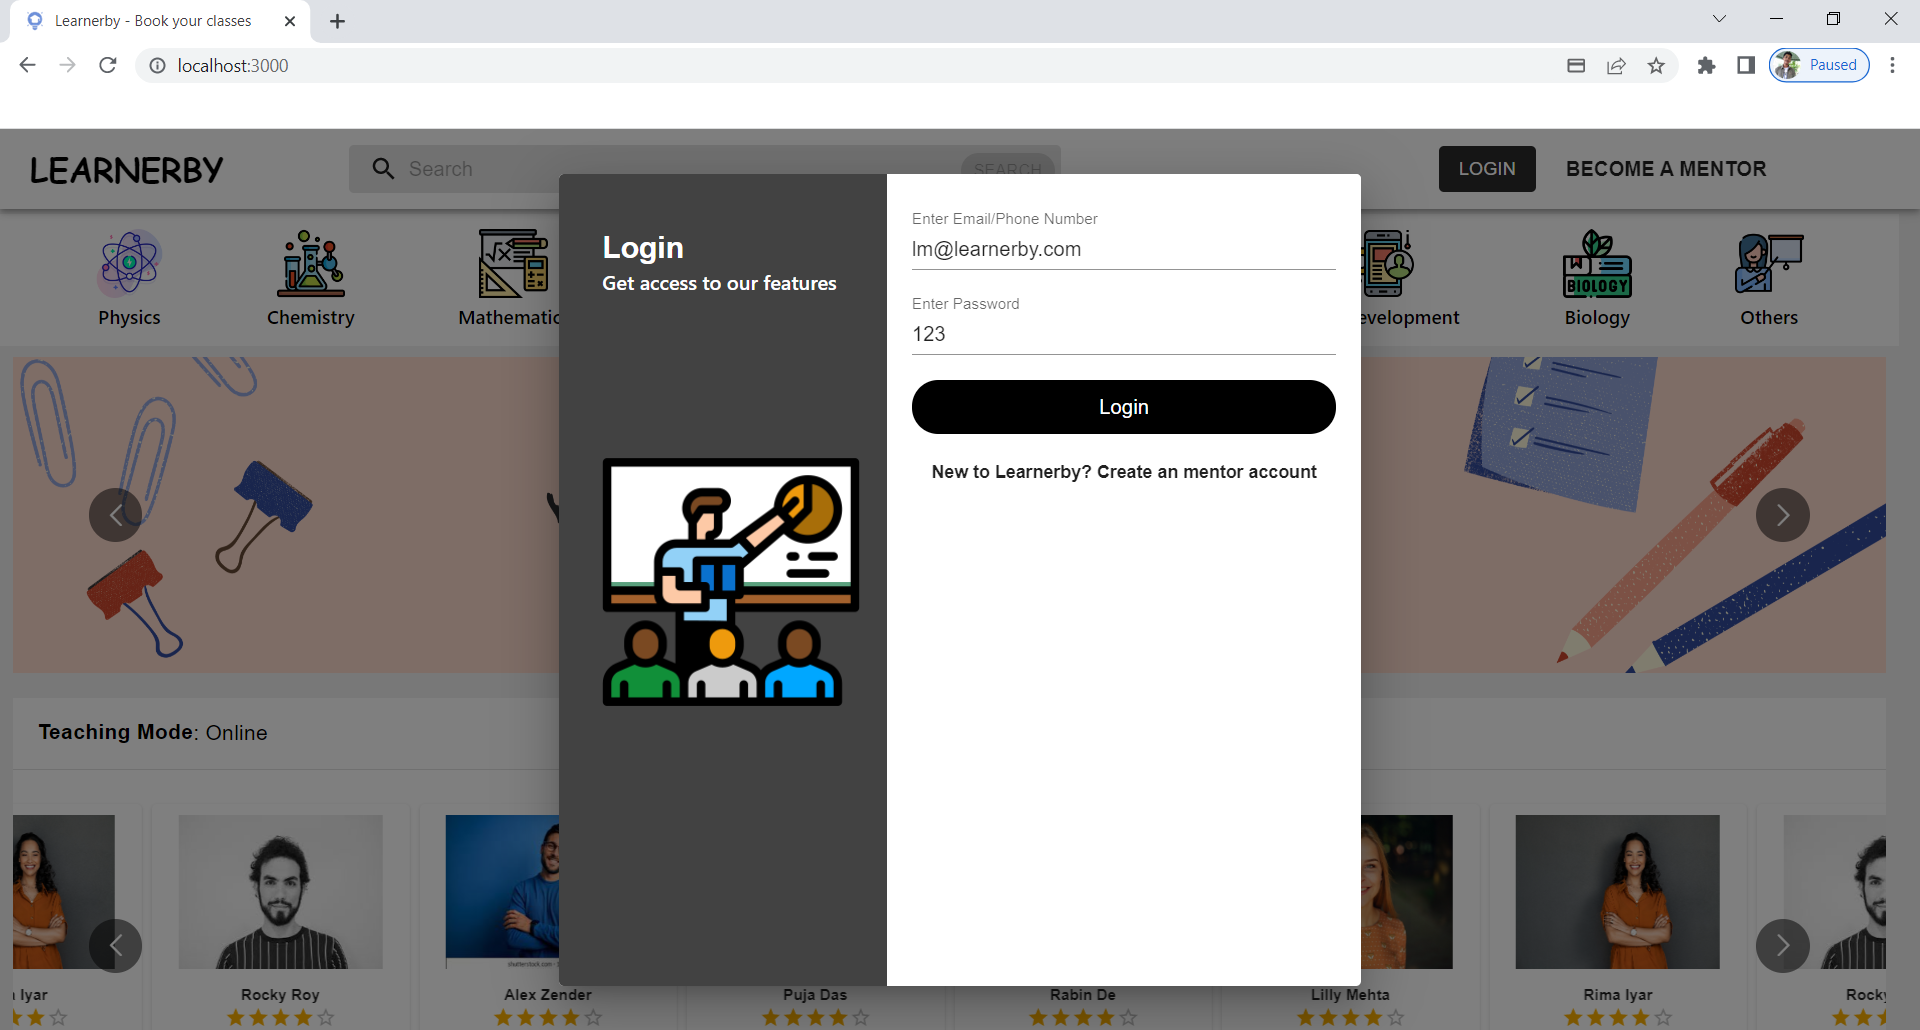 Learnerby - Book your classes
localhost:3000
Paused
LEARNERBY
Search
SEARCH
LOGIN
BECOME A MENTOR
Physics
Chemistry
Mathematic
evelopment
BIOLOGY
Biology
Others
Login
Get access to our features
Enter Email/Phone Number
lm@learnerby.com
Enter Password
123
Login
New to Learnerby? Create an mentor account
Teaching Mode: Online
Iyar
Rocky Roy
Alex Zender
Puja Das
Rabin De
Lilly Mehta
Rima Iyar
Rocky